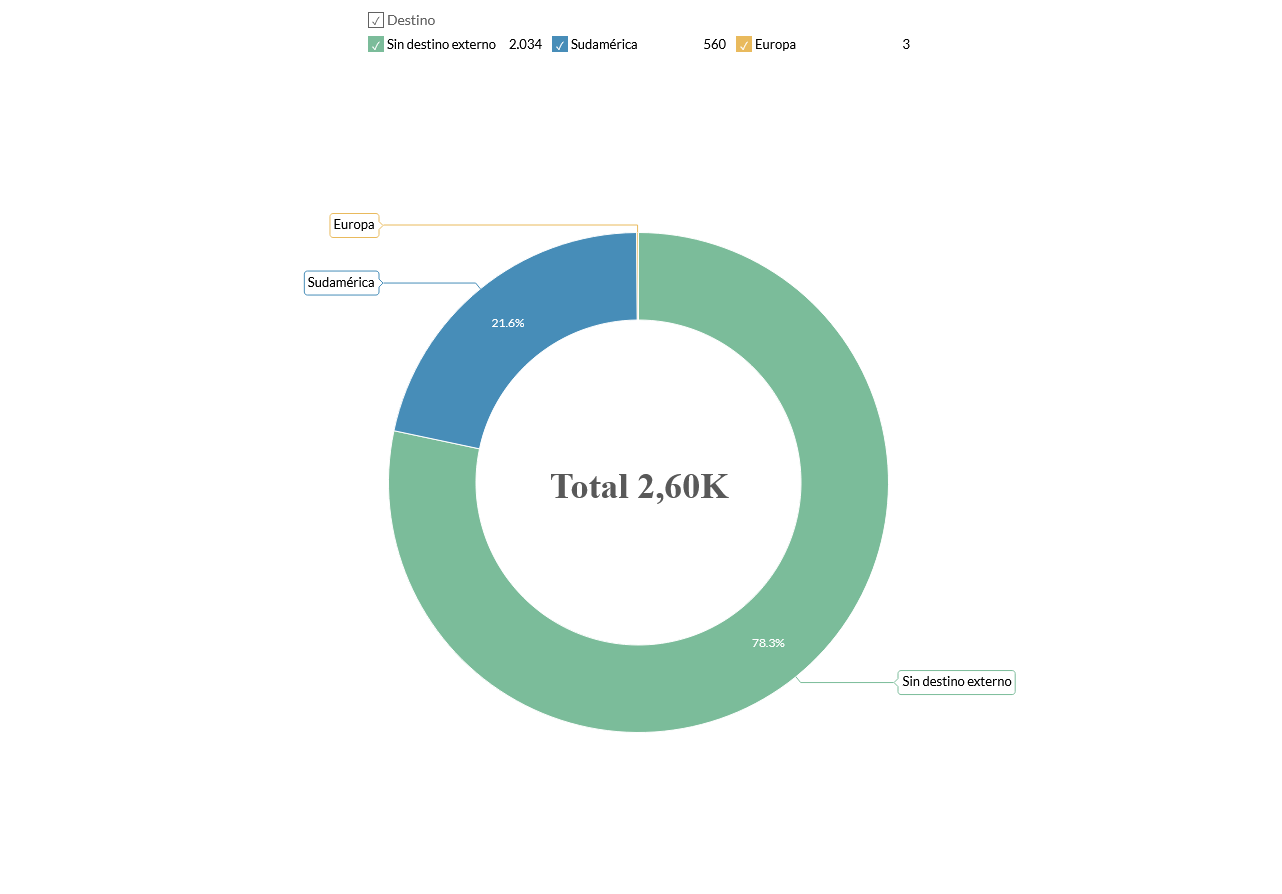 Destino
Sin destino externo 2.034 Sudamérica 560 Europa 3
Europa
Sudamérica
21.6%
Total 2,60K
78.3%
Sin destino externo